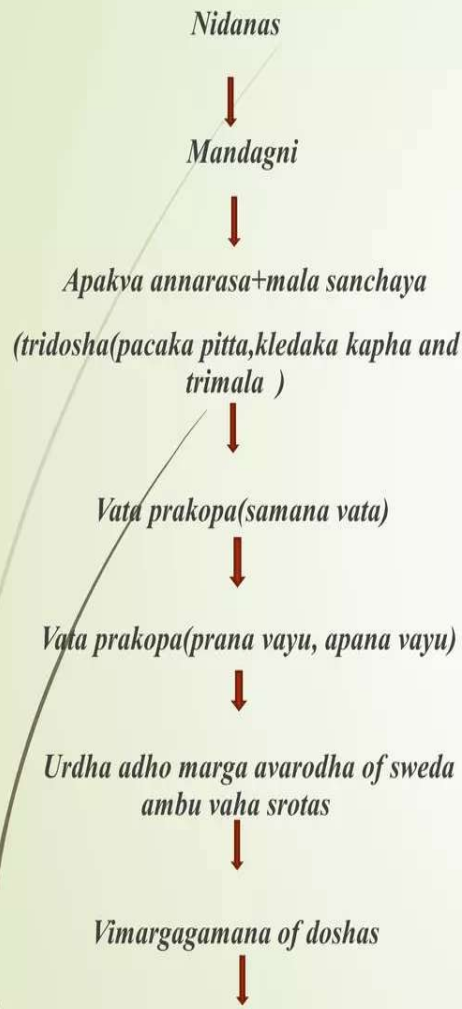 Nidanas
Mandagni
Apakva annarasa+mala sanchaya
(tridosha(pacaka pitta,kledaka kapha and
trimala )
Vata prakopa(samana vata)
Vata prakopa(prana vayu, apana vayu)
Urdha adho marga avarodha of sweda
ambu vaha srotas
Vimargagamana of doshas